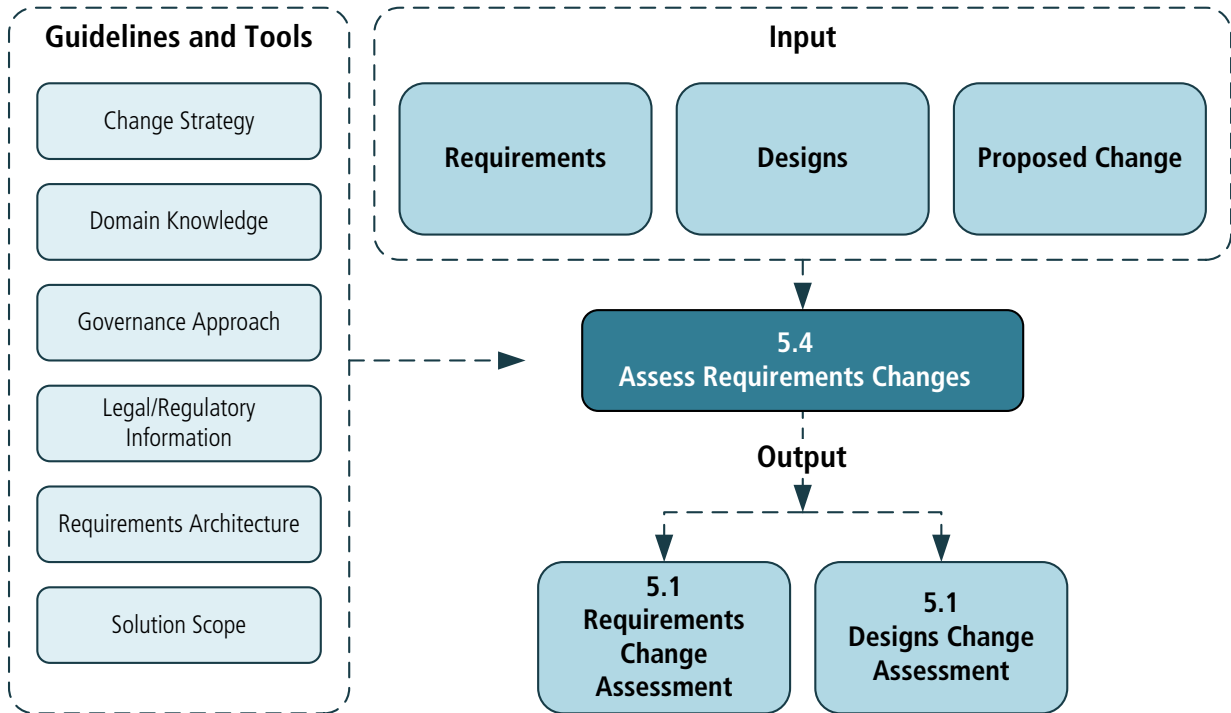 Guidelines and Tools
Change Strategy
Domain Knowledge
Governance Approach
Legal/Regulatory
Information
Requirements Architecture
Solution Scope
Input
Requirements
Designs
Proposed Change
5.4
Assess Requirements Changes
Output
5.1
Requirements
Change
Assessment
5.1
Designs Change
Assessment